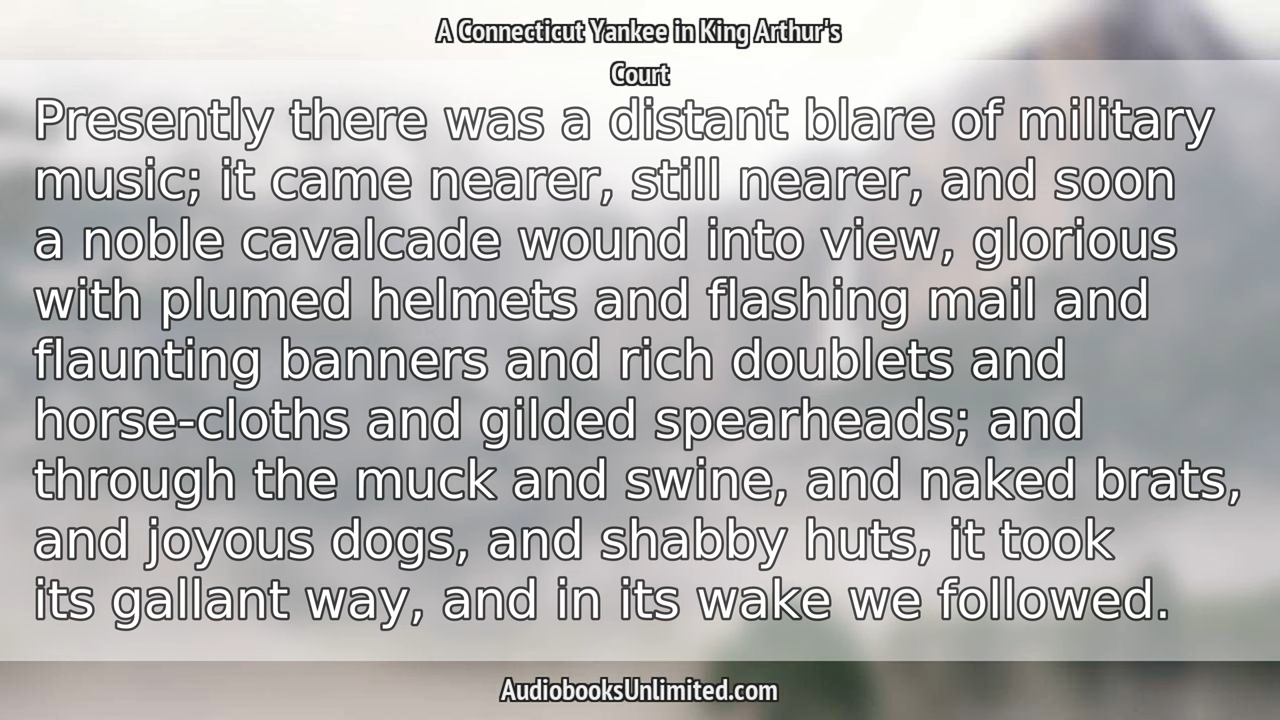 A Connecticut Yankee in King Arthur's
Court
Presently there was a distant blare of military
music; it came nearer, still nearer, and soon
a noble cavalcade wound into view, glorious
with plumed helmets and flashing mail and
flaunting banners and rich doublets and
horse-cloths and gilded spearheads; and
through the muck and swine, and naked brats,
and joyous dogs, and shabby huts, it took
its gallant way, and in its wake we followed.
AudiobooksUnlimited.com